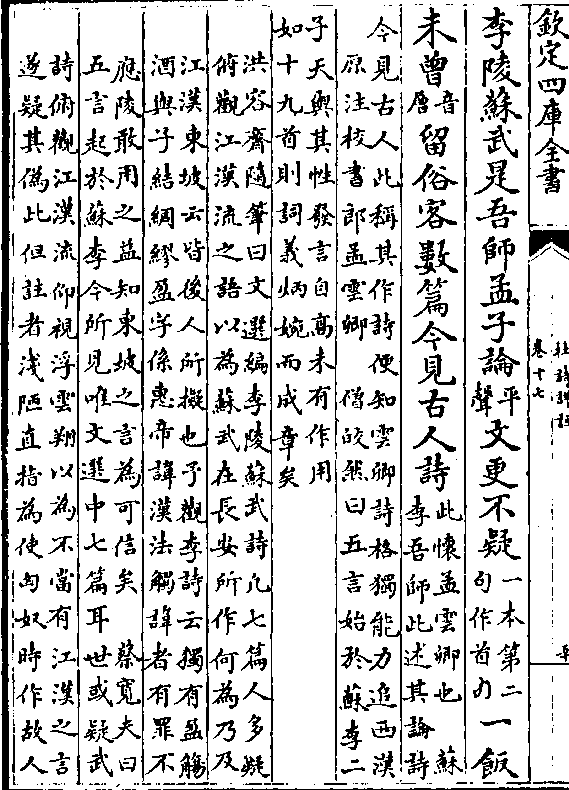 欽定四庫全書
杜詩詳註
卷十七
李陵蘇武是吾師孟子論平聲文更不疑一本第二句作首句一飯
未曾音層留俗客數篇今見古人詩此懷孟雲卿也 蘇李吾師此述其論詩
今見古人此稱其作詩便知雲卿詩格獨能力追西漢
原注校書郎孟雲卿 僧皎然曰五言始於蘇李二
子天與其性發言自高未有作用
如十九首則詞義炳婉而成章矣
洪容齋隨筆曰文選編李陵蘇武詩凡七篇人多疑
俯觀江漢流之語以為蘇武在長安所作何為乃及
江漢東坡云皆後人所擬也予觀李詩云獨有盈觴
酒與子結綢繆盈字係惠帝諱漢法觸諱者有罪不
應陵敢用之益知東坡之言為可信矣 蔡寬夫曰
五言起於蘇李今所見唯文選中七篇耳世或疑武
詩俯觀江漢流仰視浮雲翔以為不當有江漢之言
遂疑其偽此但註者淺陋直指為使匈奴時作故人